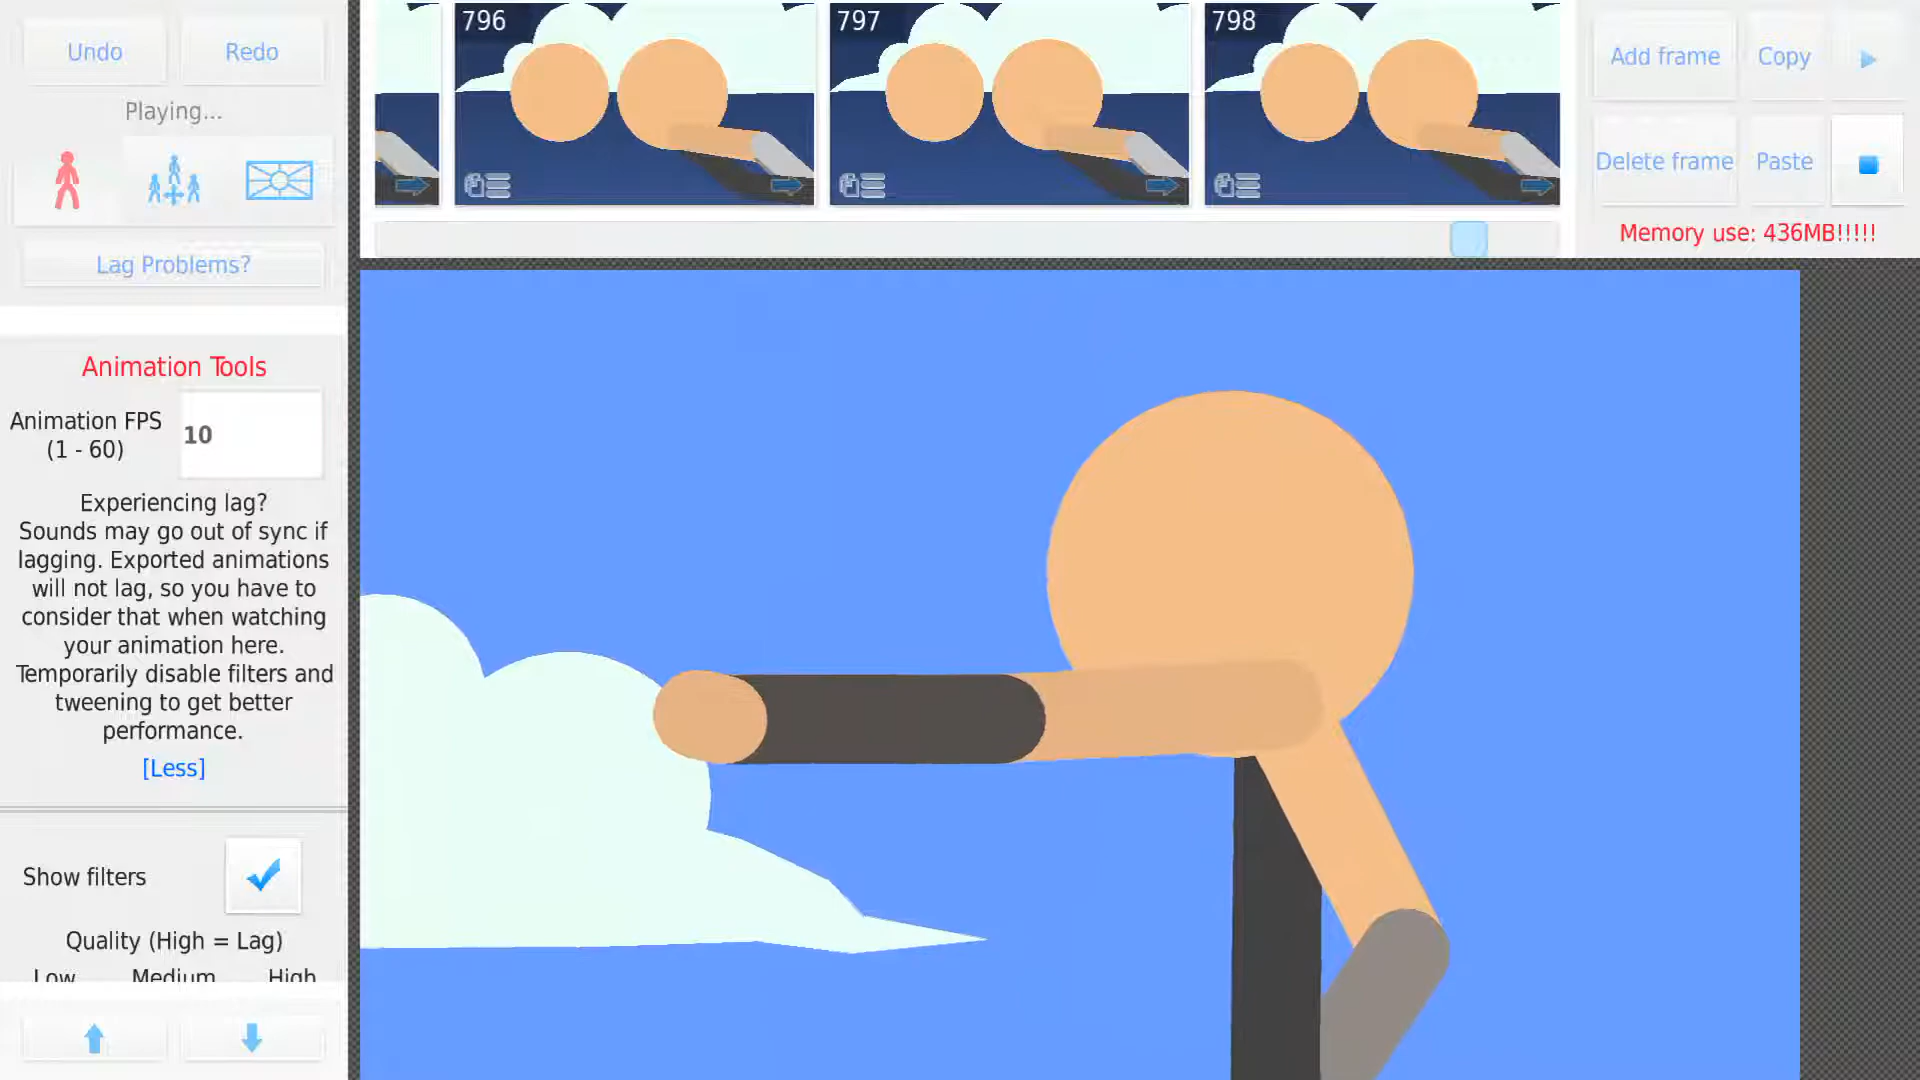 Undo
Redo
Playing...
Lag Problems?
796
797
798
Add frame
Copy
Delete frame
Paste
Memory use: 436MB!!!!!
Animation Tools
Animation FPS
(1 - 60)
10
Experiencing lag?
Sounds may go out of sync if
lagging. Exported animations
will not lag, so you have to
consider that when watching
your animation here.
Temporarily disable filters and
tweening to get better
performance.
[Less]
Show filters
Quality (High = Lag)
Low
Medium
High